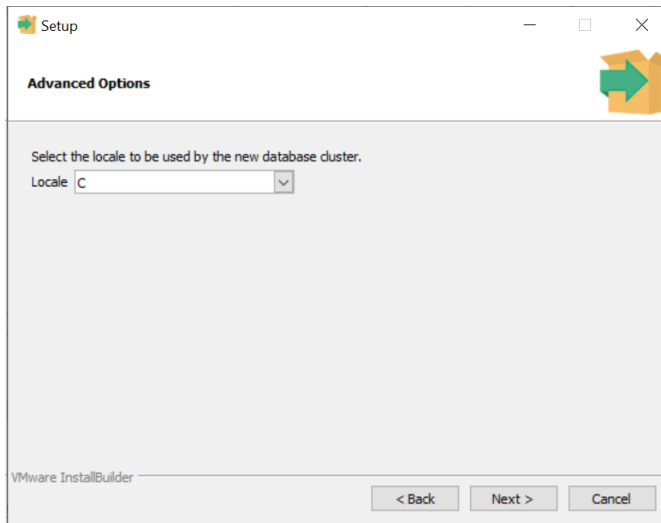 Setup
Advanced Options
Select the locale to be used by the new database cluster.
Locale C
VMware InstallBuilder
< Back Next > Cancel